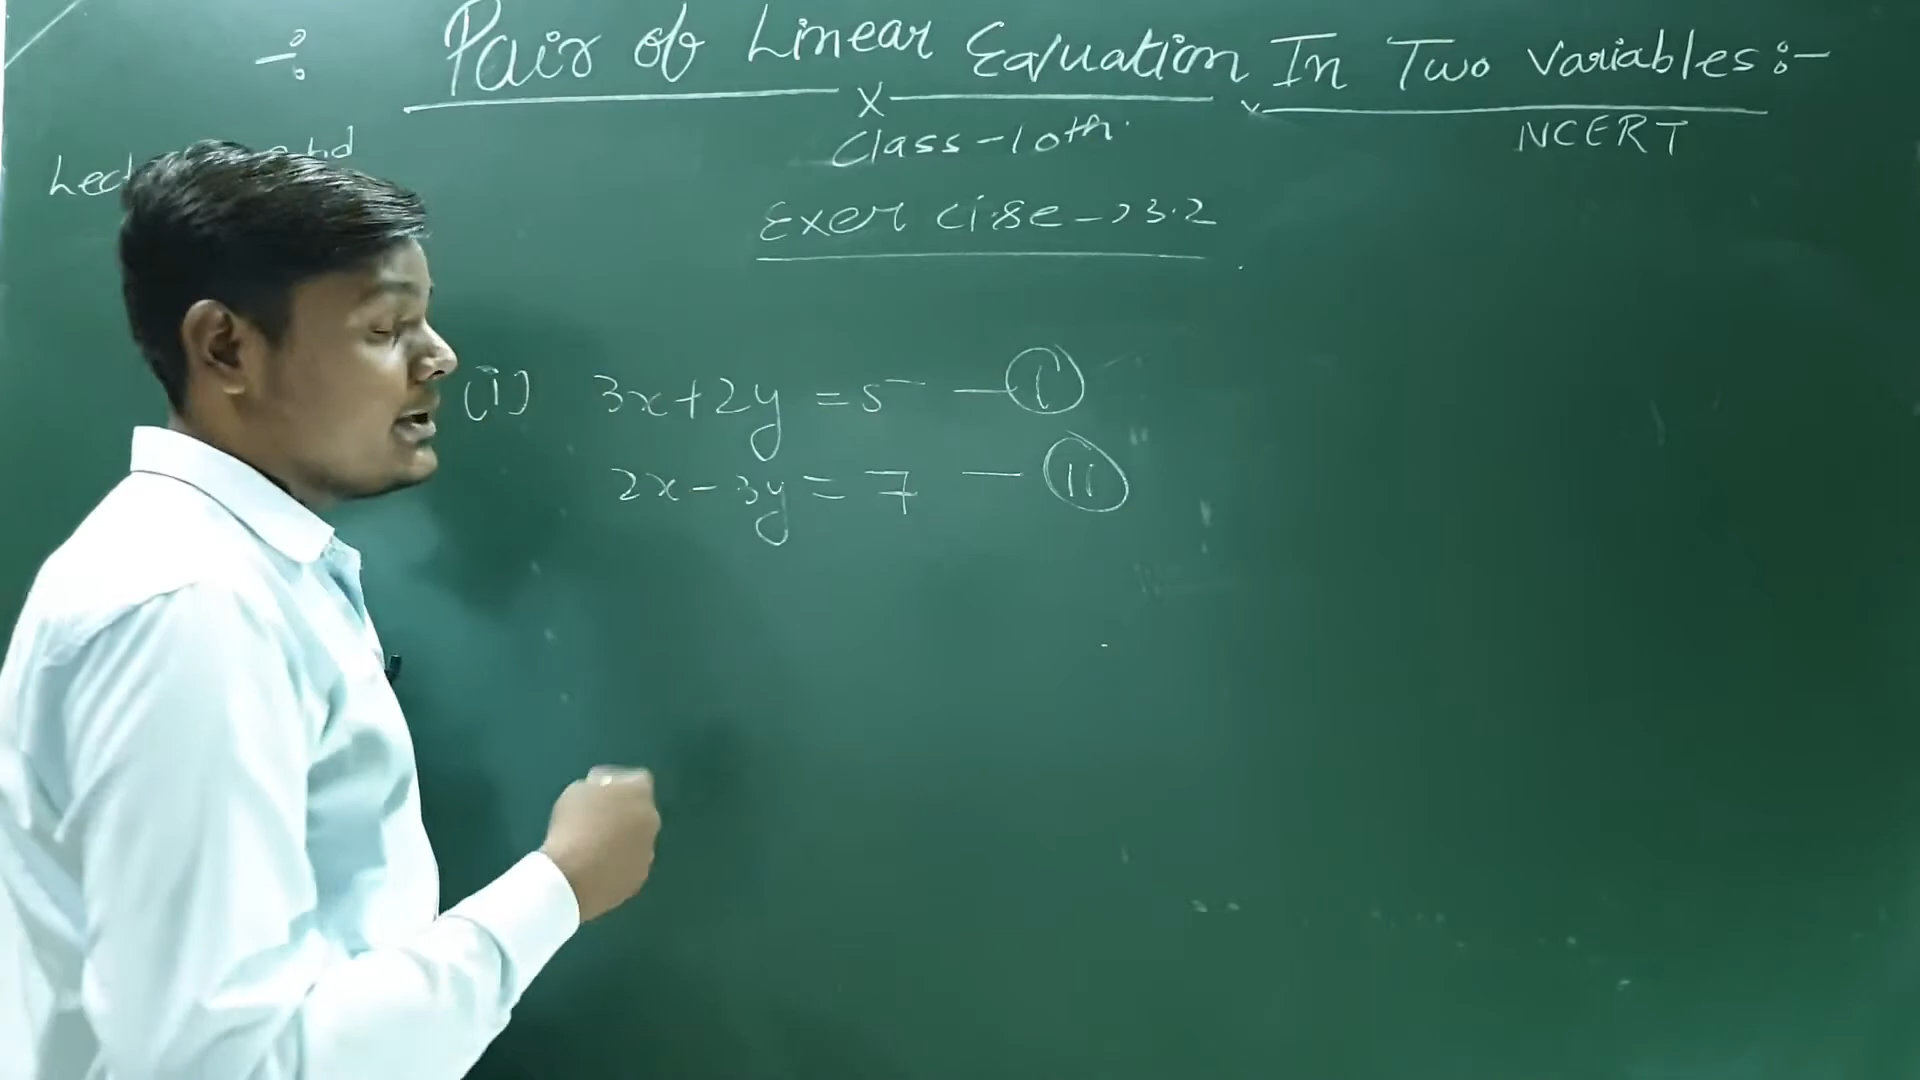 ÷ Pair of Linear Equation In Two Variables :-
Class-10th.
NCERT
Exercise -> 3.2
(i) 3x+2y = 5 — I
2x-3y = 7 — II